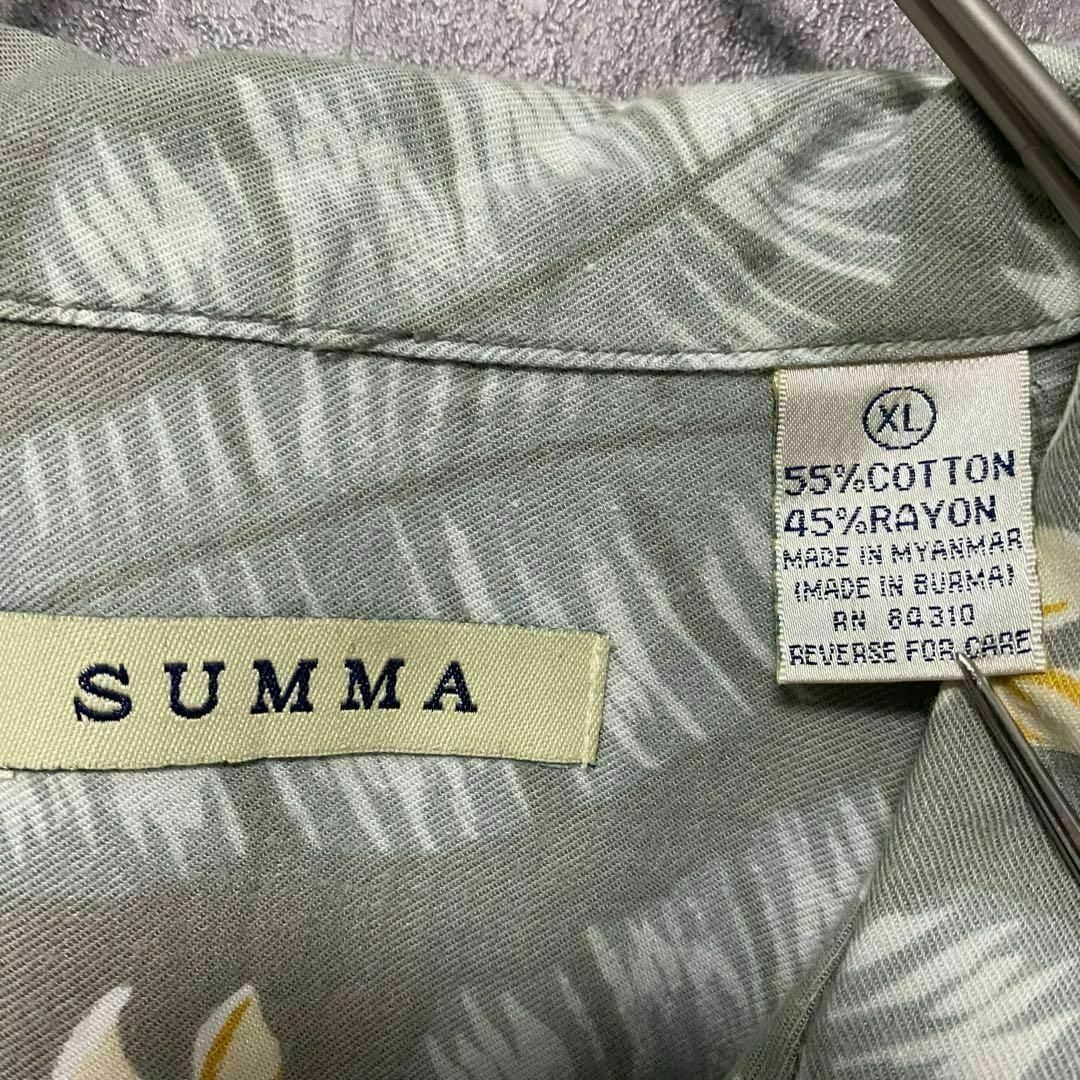 XL
55%COTTON
45%RAYON
MADE IN MYANMAR
(MADE IN BURMA)
RN 84310
REVERSE FOR CARE
SUMMA